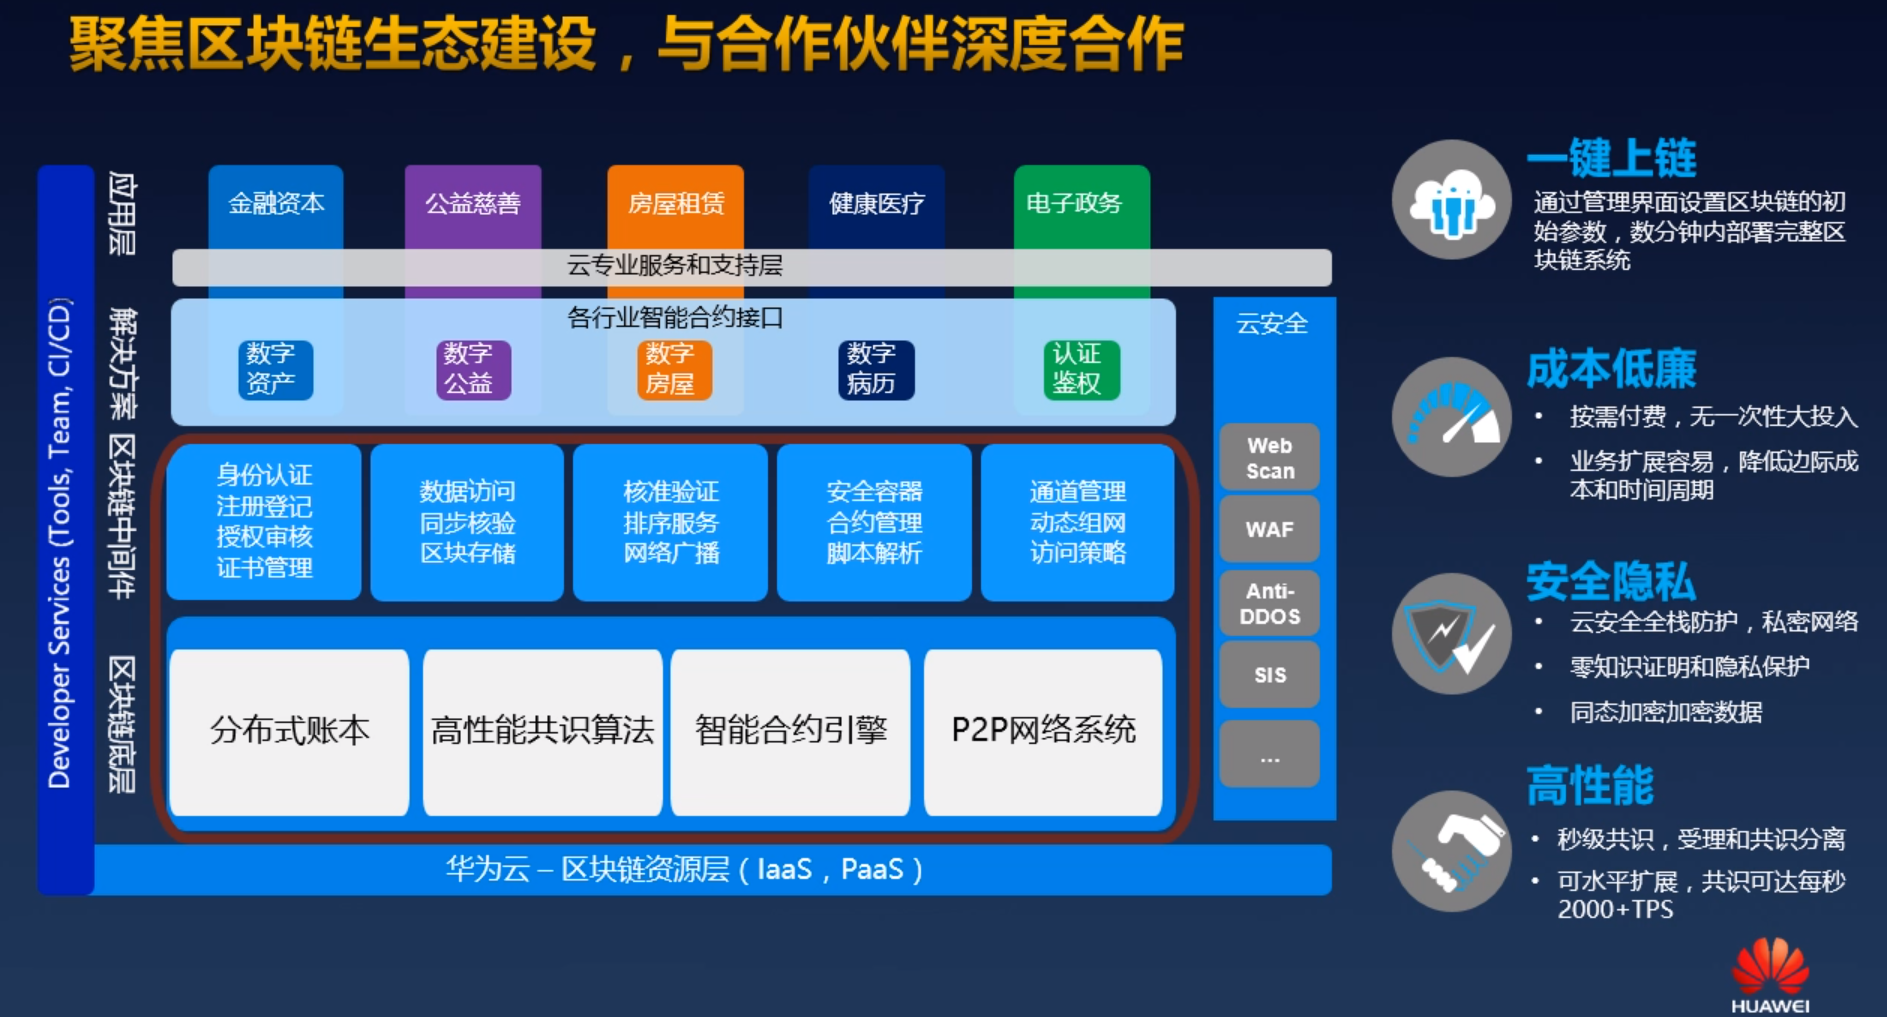 聚焦区块链生态建设，与合作伙伴深度合作
Developer Services (Tools, Team, CI/CD)
应用层
金融资本
公益慈善
房屋租赁
健康医疗
电子政务
云专业服务和支持层
解决方案
各行业智能合约接口
数字
资产
数字
公益
数字
房屋
数字
病历
认证
鉴权
区块链中间件
身份认证
注册登记
授权审核
证书管理
数据访问
同步核验
区块存储
核准验证
排序服务
网络广播
安全容器
合约管理
脚本解析
通道管理
动态组网
访问策略
区块链底层
分布式账本
高性能共识算法
智能合约引擎
P2P网络系统
云安全
Web
Scan
WAF
Anti-
DDOS
SIS
...
华为云 – 区块链资源层（IaaS，PaaS）
一键上链
通过管理界面设置区块链的初
始参数，数分钟内部署完整区
块链系统
成本低廉
• 按需付费，无一次性大投入
• 业务扩展容易，降低边际成
本和时间周期
安全隐私
• 云安全全栈防护，私密网络
• 零知识证明和隐私保护
• 同态加密加密数据
高性能
• 秒级共识，受理和共识分离
• 可水平扩展，共识可达每秒
2000+TPS
HUAWEI